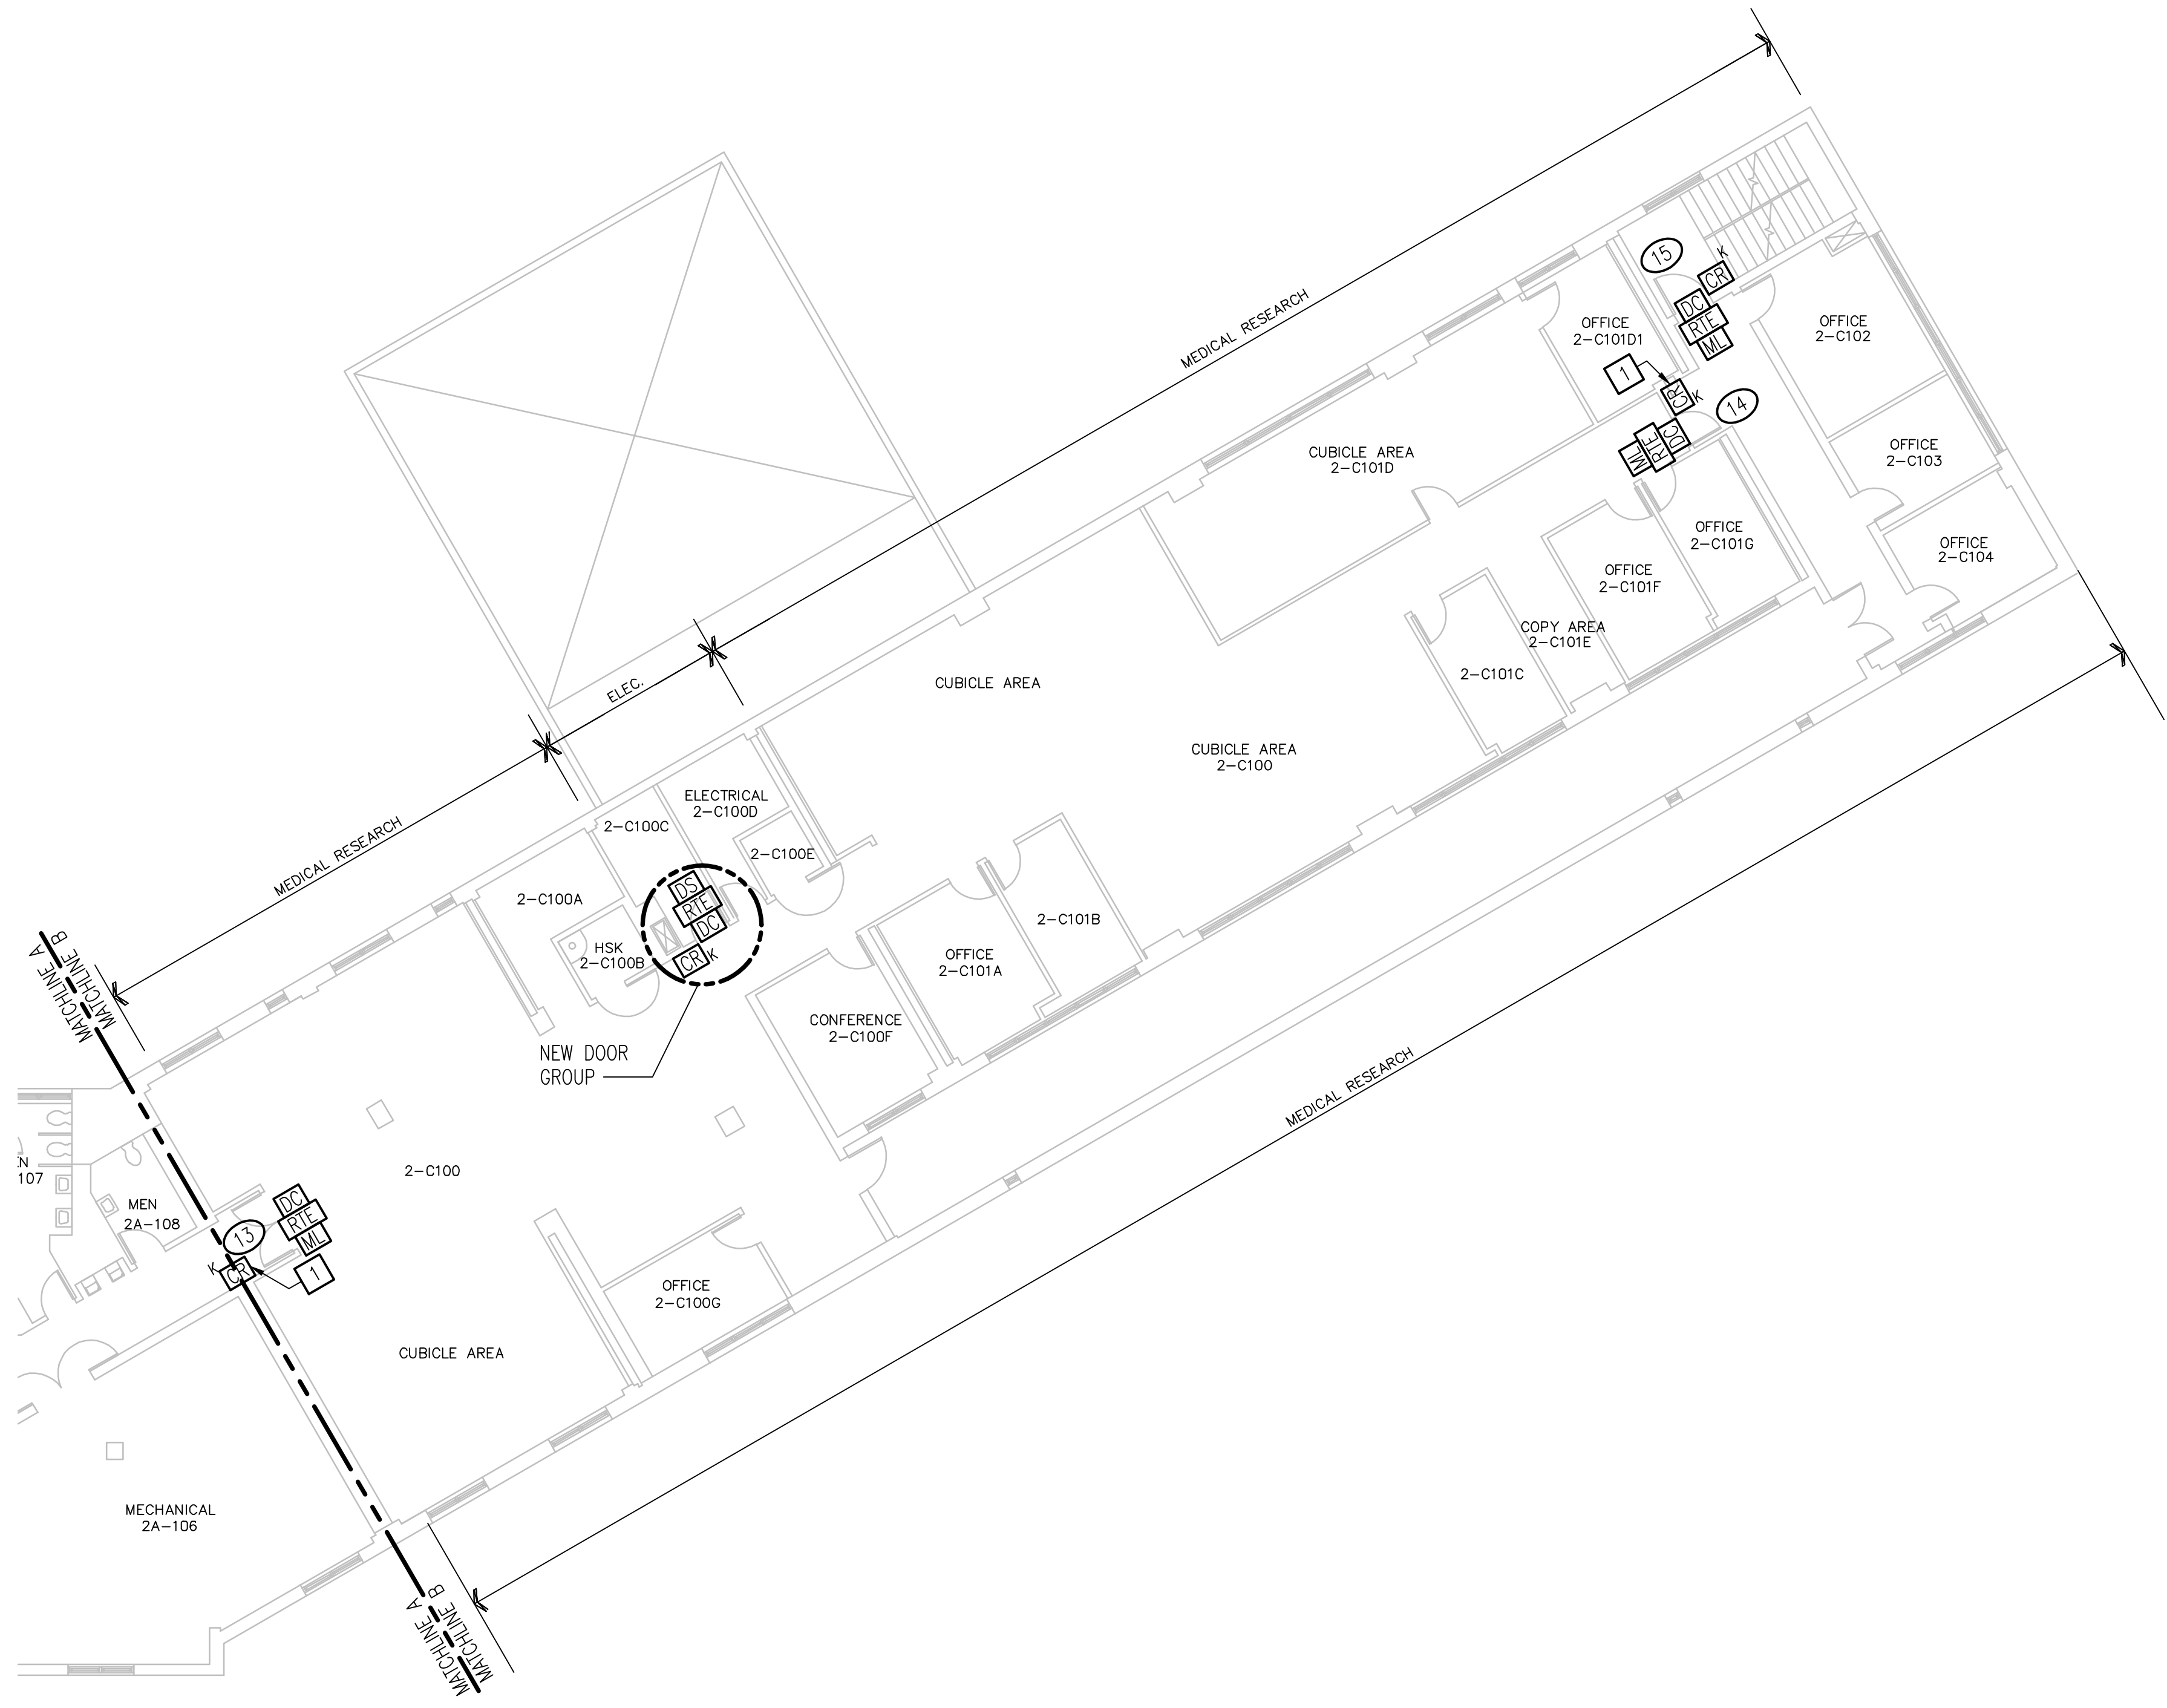 MEDICAL RESEARCH
15
K
CR
DC
RTE
ML
OFFICE
2-C101D1
OFFICE
2-C102
1
CR
K
14
ML
RTE
DC
CUBICLE AREA
2-C101D
OFFICE
2-C103
OFFICE
2-C101G
OFFICE
2-C104
OFFICE
2-C101F
COPY AREA
2-C101E
2-C101C
ELEC.
CUBICLE AREA
CUBICLE AREA
2-C100
MEDICAL RESEARCH
ELECTRICAL
2-C100D
2-C100C
2-C100E
2-C100A
DS
RTE
DC
CR
K
HSK
2-C100B
2-C101B
OFFICE
2-C101A
CONFERENCE
2-C100F
NEW DOOR
GROUP
MATCHLINE A
MATCHLINE B
MEDICAL RESEARCH
107
MEN
2A-108
2-C100
DC
RTE
ML
13
K
CR
1
OFFICE
2-C100G
CUBICLE AREA
MECHANICAL
2A-106
MATCHLINE A
MATCHLINE B